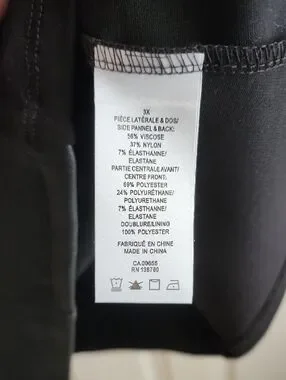 3X
PIÈCE LATÉRALE & DOS/
SIDE PANNEL & BACK:
56% VISCOSE
37% NYLON
7% ÉLASTHANNE/
ELASTANE
PARTIE CENTRALE AVANT/
CENTRE FRONT:
69% POLYESTER
24% POLYURÉTHANE/
POLYURETHANE
7% ÉLASTHANNE/
ELASTANE
DOUBLURE/LINING
100% POLYESTER
FABRIQUÉ EN CHINE
MADE IN CHINA
CA 00655
RN 138780